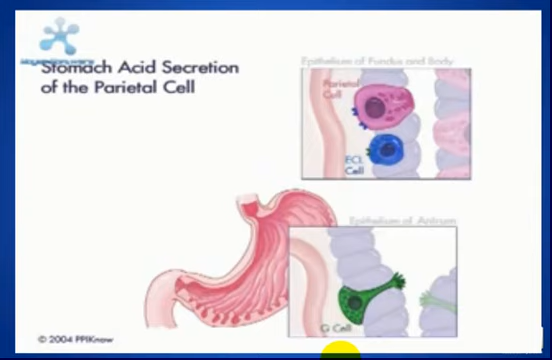 Stomach Acid Secretion
of the Parietal Cell
Epithelium of Fundus and Body
Parietal
Cell
ECL
Cell
Epithelium of Antrum
G Cell
© 2004 PPIKnow